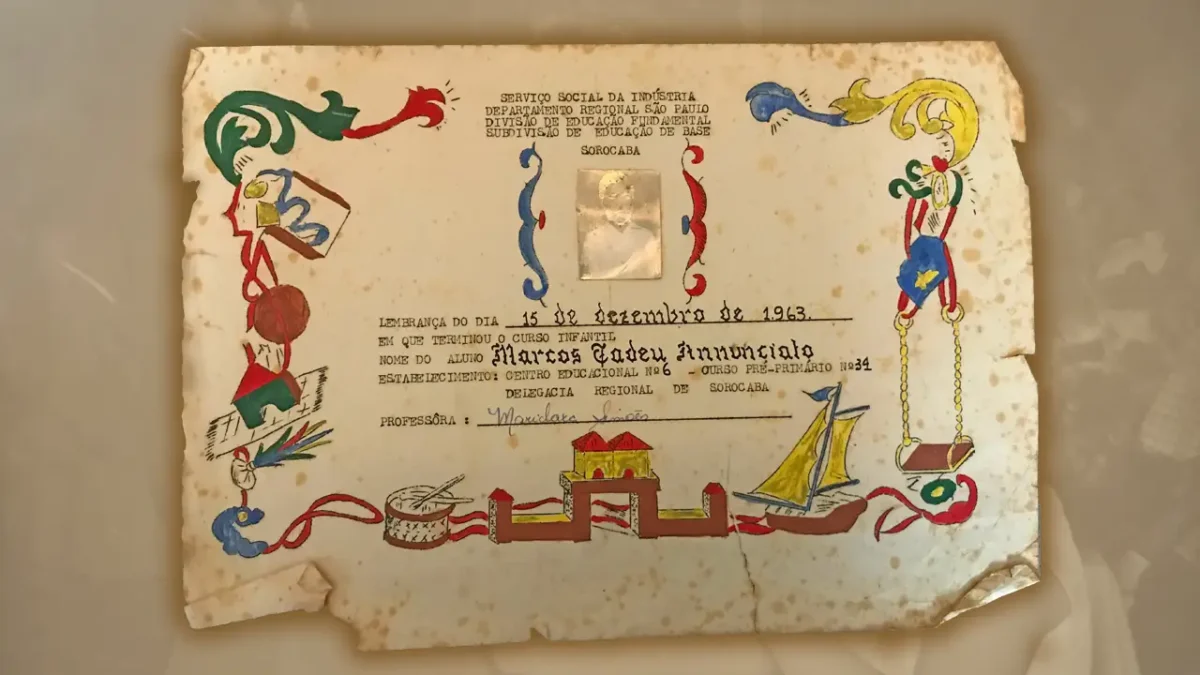 SERVIÇO SOCIAL DA INDÚSTRIA
DEPARTAMENTO REGIONAL SÃO PAULO
DIVISÃO DE EDUCAÇÃO FUNDAMENTAL
SUBDIVISÃO DE EDUCAÇÃO DE BASE
SOROCABA
LEMBRANÇA DO DIA 15 de dezembro de 1.963.
EM QUE TERMINOU O CURSO INFANTIL
NOME DO ALUNO Marcos Tadeu Annunciato
ESTABELECIMENTO: CENTRO EDUCACIONAL Nº6 - CURSO PRÉ-PRIMÁRIO Nº34
DELEGACIA REGIONAL DE SOROCABA
PROFESSÔRA :